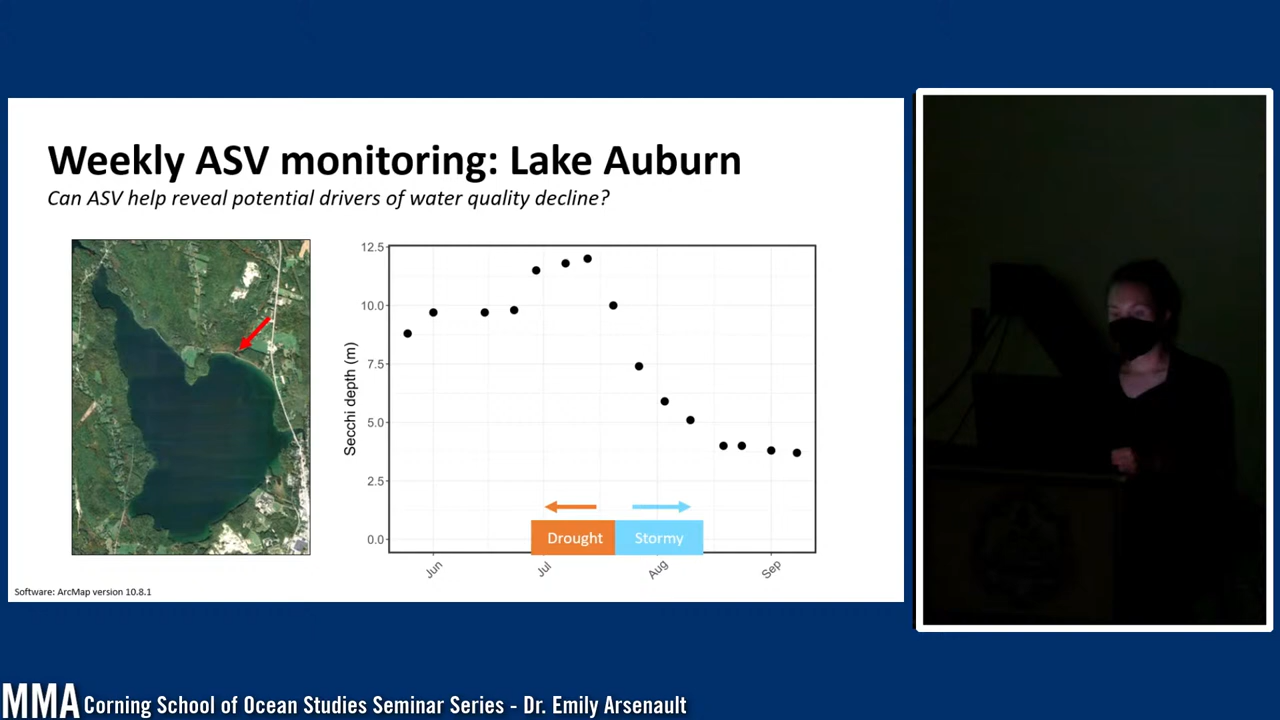 Weekly ASV monitoring: Lake Auburn
Can ASV help reveal potential drivers of water quality decline?
12.5
10.0
7.5
5.0
2.5
0.0
Secchi depth (m)
Drought
Stormy
Jun
Jul
Aug
Sep
Software: ArcMap version 10.8.1
MMA Corning School of Ocean Studies Seminar Series - Dr. Emily Arsenault